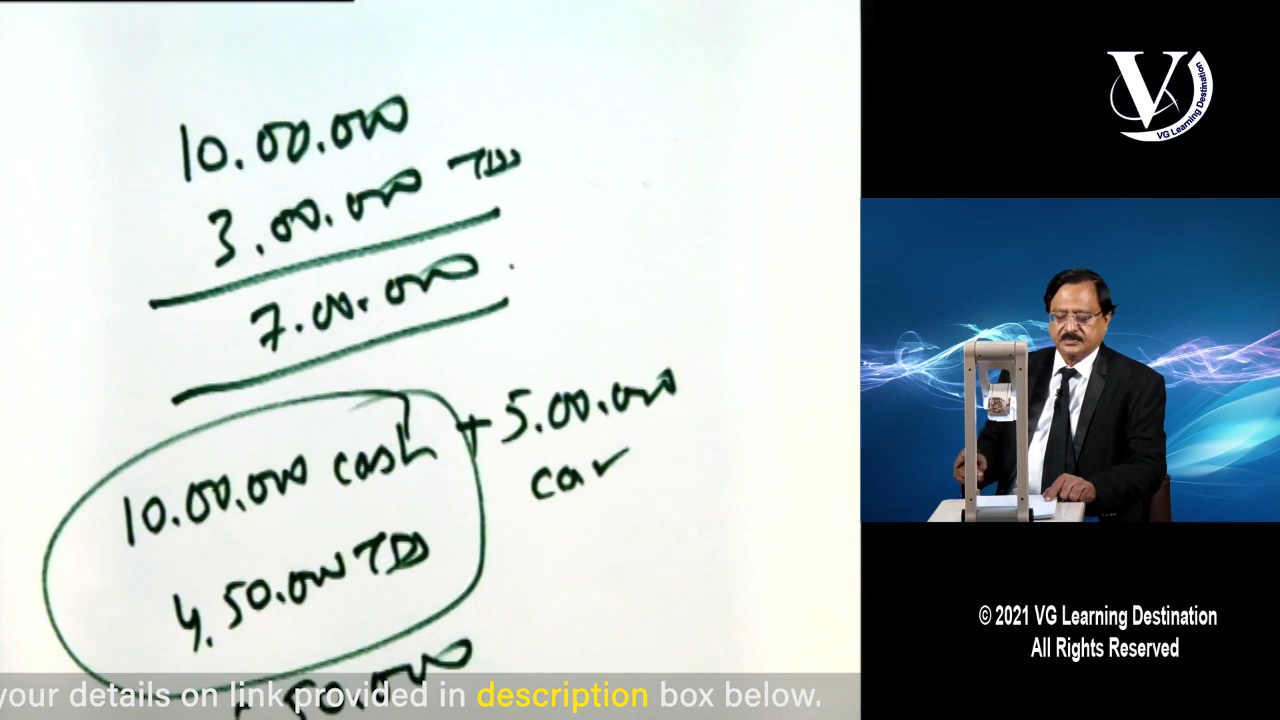 10.00.000
3.00.000 TDS
7.00.000
10.00.000 cash + 5.00.000
car
4,50.000 TDS
50,000
your details on link provided in description box below.
V
VG Learning Destination
© 2021 VG Learning Destination
All Rights Reserved